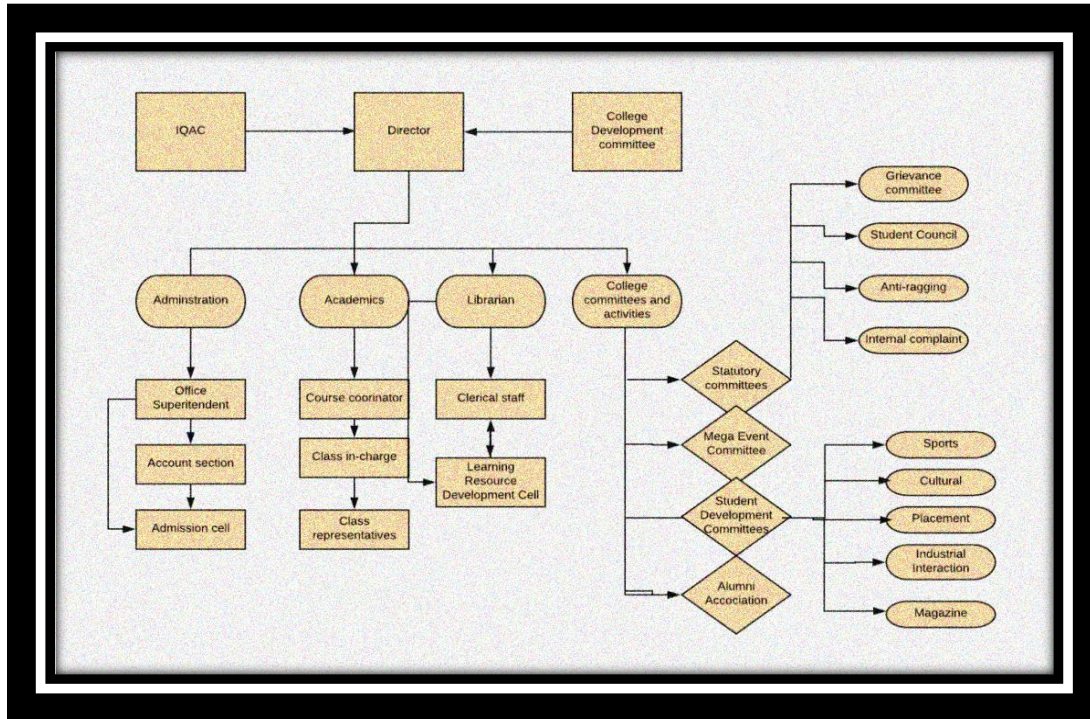 IQAC
Director
College
Development
committee
Grievance
committee
Student Council
Anti-ragging
Internal complaint
Adminstration
Academics
Librarian
College
committees and
activities
Office
Superitendent
Account section
Admission cell
Course coorinator
Class in-charge
Class
representatives
Clerical staff
Learning
Resource
Development Cell
Statutory
committees
Mega Event
Committee
Student
Development
Committees
Alumni
Accociation
Sports
Cultural
Placement
Industrial
Interaction
Magazine